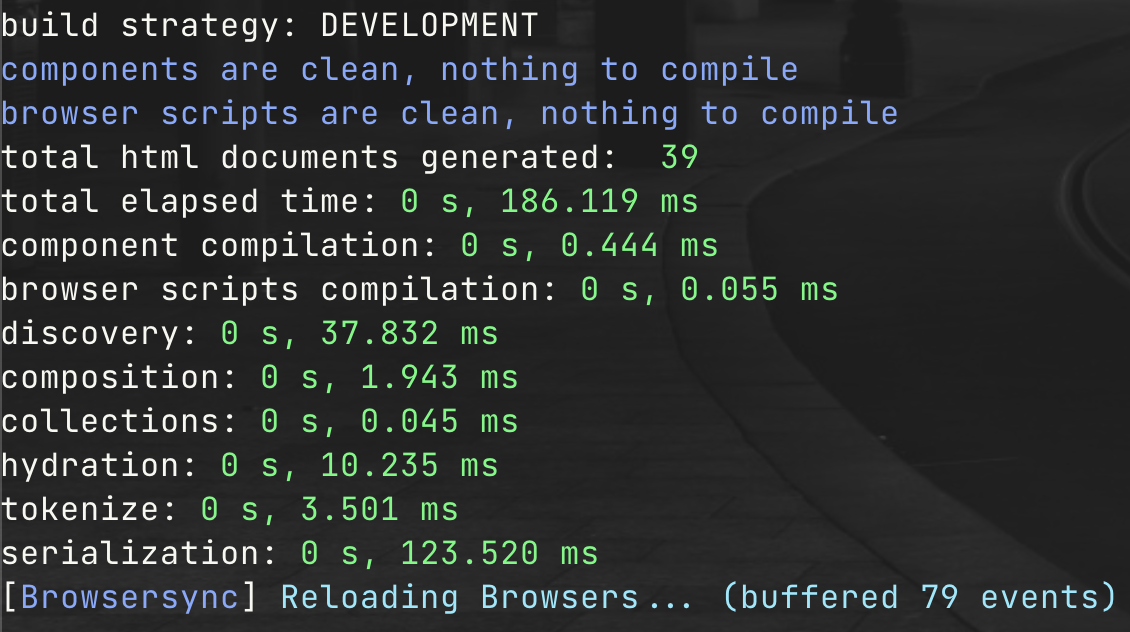 build strategy: DEVELOPMENT
components are clean, nothing to compile
browser scripts are clean, nothing to compile
total html documents generated:  39
total elapsed time: 0 s, 186.119 ms
component compilation: 0 s, 0.444 ms
browser scripts compilation: 0 s, 0.055 ms
discovery: 0 s, 37.832 ms
composition: 0 s, 1.943 ms
collections: 0 s, 0.045 ms
hydration: 0 s, 10.235 ms
tokenize: 0 s, 3.501 ms
serialization: 0 s, 123.520 ms
[Browsersync] Reloading Browsers... (buffered 79 events)